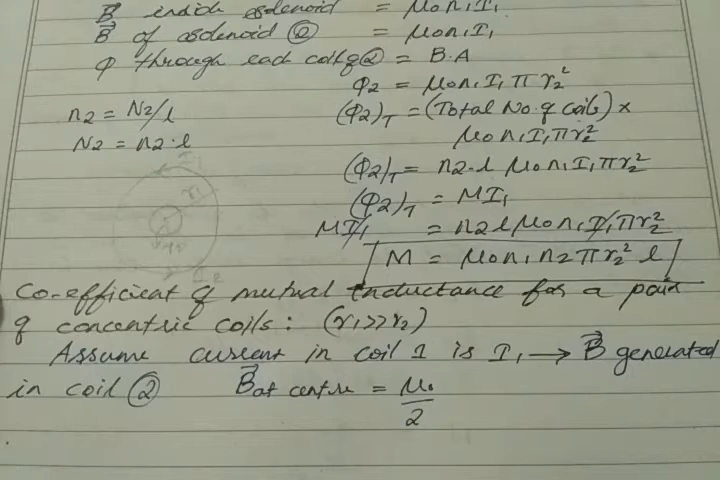 B⃗ inside asolenoid = μ₀n₁I₁
B⃗ of asolenoid ② = μ₀n₁I₁
φ through each coil of ② = B.A
φ₂ = μ₀n₁I₁πr₂²
n₂ = N₂/l (φ₂)ₜ = (Total No. of coils) ×
N₂ = n₂·l μ₀n₁I₁πr₂²
(φ₂)ₜ = n₂·l μ₀n₁I₁πr₂²
(φ₂)ₜ = MI₁
MI₁ = n₂lμ₀n₁I₁πr₂²
M = μ₀n₁n₂πr₂²l
Co-efficient of mutual Inductance for a pair
of concentric coils: (r₁>>r₂)
Assume current in coil 1 is I₁ → B⃗ generated
in coil ② B⃗at centre = μ₀/2